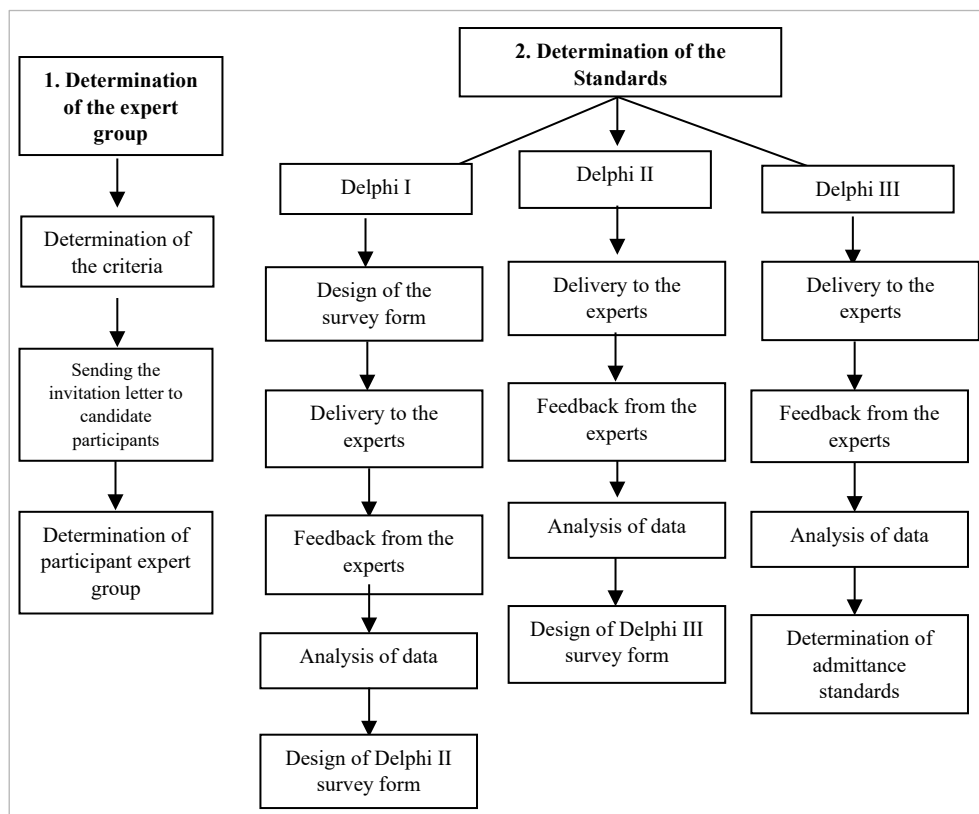 1. Determination
of the expert
group
Determination of
the criteria
Sending the
invitation letter to
candidate
participants
Determination of
participant expert
group
2. Determination of the
Standards
Delphi I
Design of the
survey form
Delivery to the
experts
Feedback from the
experts
Analysis of data
Design of Delphi II
survey form
Delphi II
Delivery to the
experts
Feedback from the
experts
Analysis of data
Design of Delphi III
survey form
Delphi III
Delivery to the
experts
Feedback from the
experts
Analysis of data
Determination of
admittance
standards